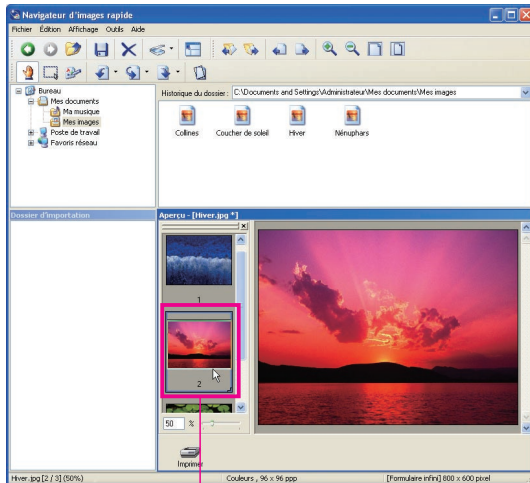 Navigateur d'images rapide
Fichier Édition Affichage Outils Aide
Bureau
Mes documents
Ma musique
Mes images
Poste de travail
Favoris réseau
Historique du dossier : C:\Documents and Settings\Administrateur\Mes documents\Mes images
Collines Coucher de soleil Hiver Nénuphars
Dossier d'importation
Aperçu - [Hiver.jpg *]
1
2
50 %
Imprimer
Hiver.jpg [2 / 3] (50%) Couleurs , 96 x 96 ppp [Formulaire infini] 800 x 600 pixel